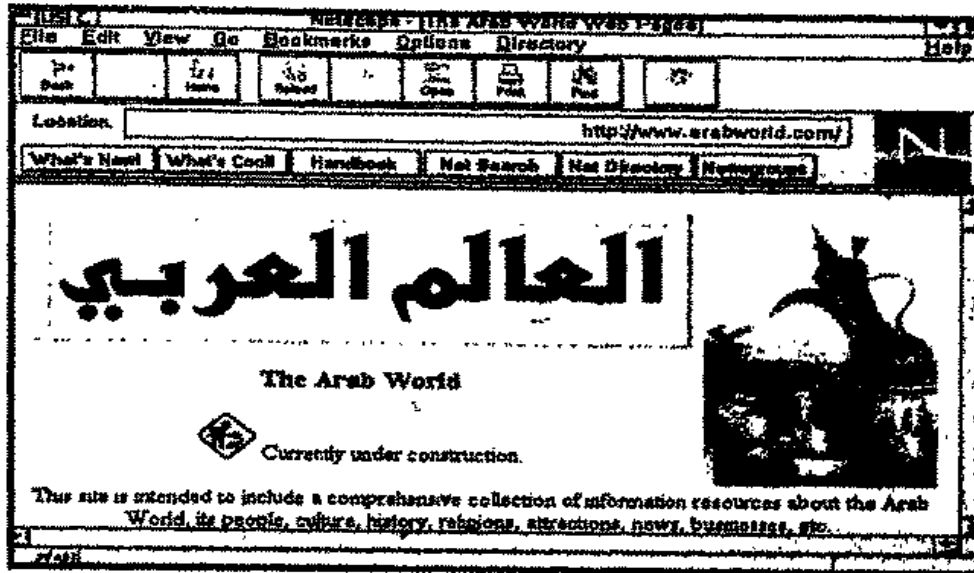 Netscape - [The Arab World Web Pages]
File Edit View Go Bookmarks Options Directory Help
Back Home Reload Open Print Find
Location. http://www.arabworld.com/
What's New! What's Cool! Handbook Net Search Net Directory Newsgroups
العالم العربي
The Arab World
Currently under construction.
This site is intended to include a comprehensive collection of information resources about the Arab
World, its people, culture, history, religions, attractions, news, businesses, etc.